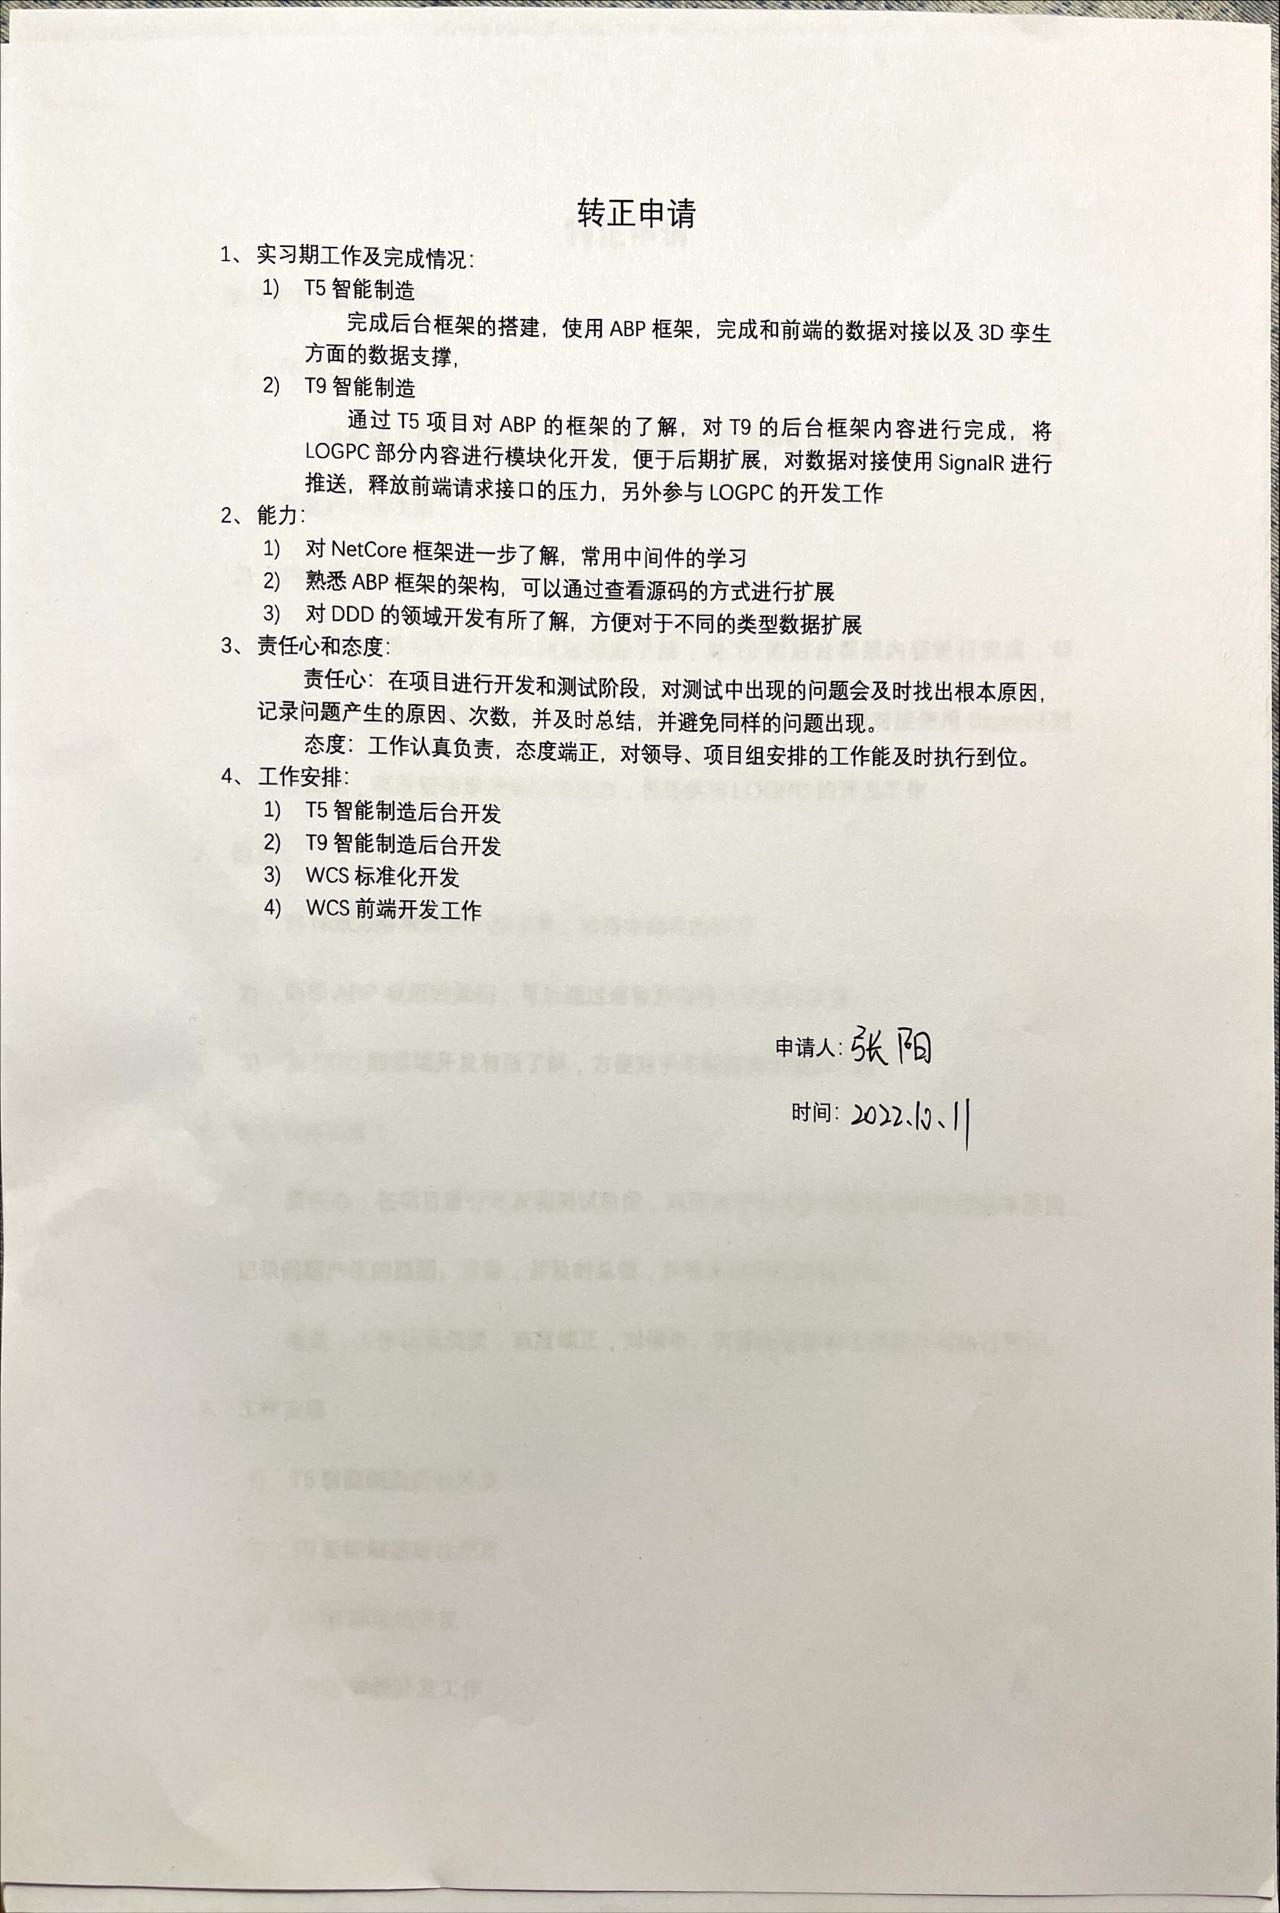 转正申请
1、实习期工作及完成情况：
1) T5 智能制造
完成后台框架的搭建，使用 ABP 框架，完成和前端的数据对接以及 3D 孪生
方面的数据支撑，
2) T9 智能制造
通过 T5 项目对 ABP 的框架的了解，对 T9 的后台框架内容进行完成，将
LOGPC 部分内容进行模块化开发，便于后期扩展，对数据对接使用 SignalR 进行
推送，释放前端请求接口的压力，另外参与 LOGPC 的开发工作
2、能力：
1) 对 NetCore 框架进一步了解，常用中间件的学习
2) 熟悉 ABP 框架的架构，可以通过查看源码的方式进行扩展
3) 对 DDD 的领域开发有所了解，方便对于不同的类型数据扩展
3、责任心和态度：
责任心：在项目进行开发和测试阶段，对测试中出现的问题会及时找出根本原因，
记录问题产生的原因、次数，并及时总结，并避免同样的问题出现。
态度：工作认真负责，态度端正，对领导、项目组安排的工作能及时执行到位。
4、工作安排：
1) T5 智能制造后台开发
2) T9 智能制造后台开发
3) WCS 标准化开发
4) WCS 前端开发工作
申请人：张阳
时间：2022、10、11